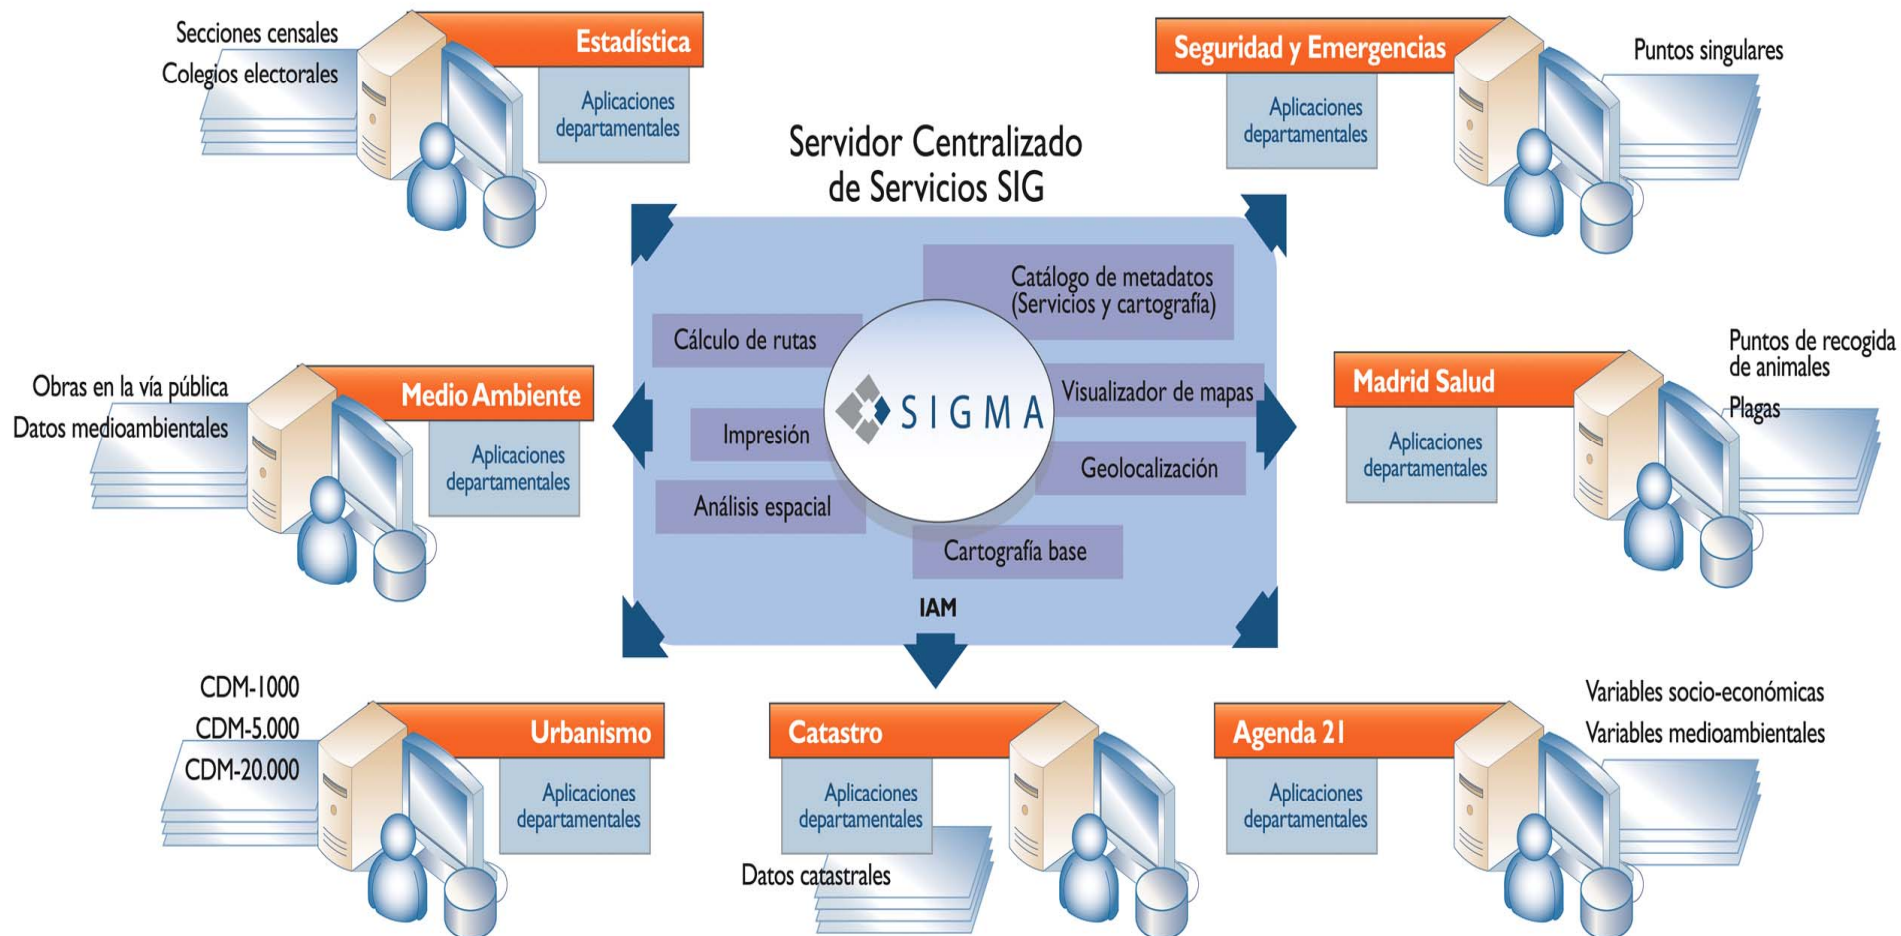 Secciones censales
Colegios electorales
Estadística
Aplicaciones
departamentales
Seguridad y Emergencias
Aplicaciones
departamentales
Puntos singulares
Servidor Centralizado
de Servicios SIG
Catálogo de metadatos
(Servicios y cartografía)
Cálculo de rutas
Visualizador de mapas
SIGMA
Impresión
Geolocalización
Análisis espacial
Cartografía base
IAM
Obras en la vía pública
Datos medioambientales
Medio Ambiente
Aplicaciones
departamentales
Madrid Salud
Aplicaciones
departamentales
Puntos de recogida
de animales
Plagas
CDM-1000
CDM-5.000
CDM-20.000
Urbanismo
Aplicaciones
departamentales
Catastro
Aplicaciones
departamentales
Datos catastrales
Agenda 21
Aplicaciones
departamentales
Variables socio-económicas
Variables medioambientales